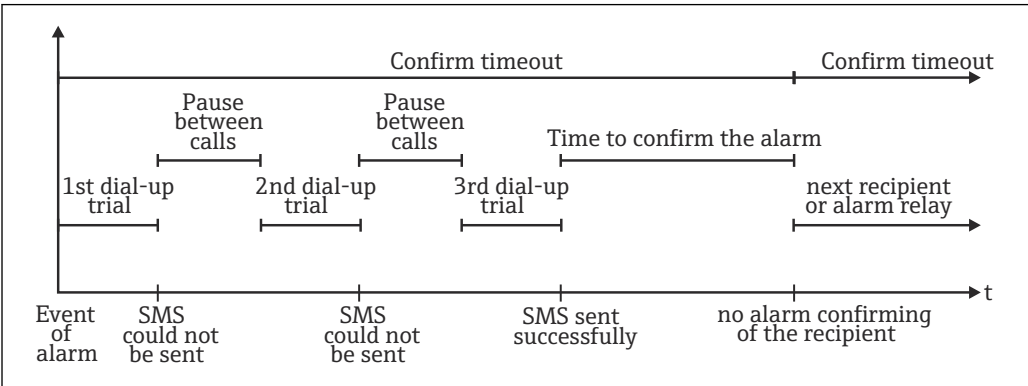 Confirm timeout
Confirm timeout
Pause
between
calls
Pause
between
calls
Time to confirm the alarm
1st dial-up
trial
2nd dial-up
trial
3rd dial-up
trial
next recipient
or alarm relay
t
Event
of
alarm
SMS
could not
be sent
SMS
could not
be sent
SMS sent
successfully
no alarm confirming
of the recipient